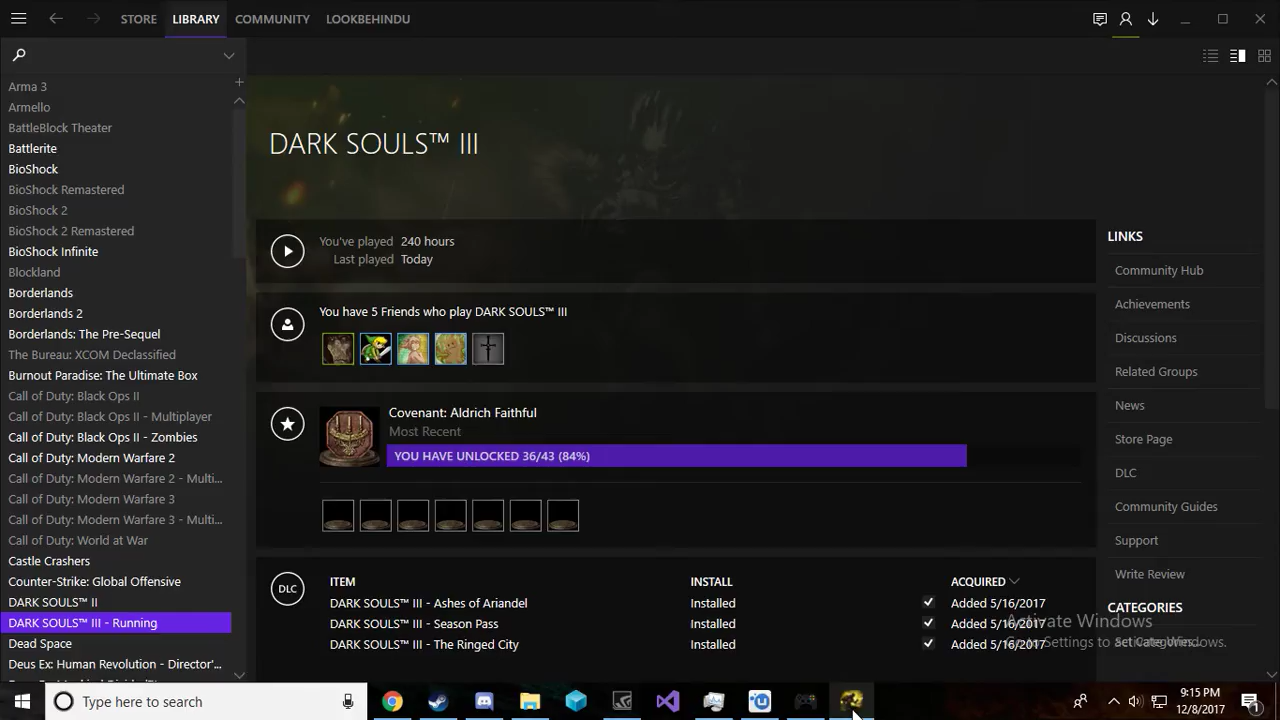 STORE LIBRARY COMMUNITY LOOKBEHINDU
Arma 3
Armello
BattleBlock Theater
Battlerite
BioShock
BioShock Remastered
BioShock 2
BioShock 2 Remastered
BioShock Infinite
Blockland
Borderlands
Borderlands 2
Borderlands: The Pre-Sequel
The Bureau: XCOM Declassified
Burnout Paradise: The Ultimate Box
Call of Duty: Black Ops II
Call of Duty: Black Ops II - Multiplayer
Call of Duty: Black Ops II - Zombies
Call of Duty: Modern Warfare 2
Call of Duty: Modern Warfare 2 - Multi...
Call of Duty: Modern Warfare 3
Call of Duty: Modern Warfare 3 - Multi...
Call of Duty: World at War
Castle Crashers
Counter-Strike: Global Offensive
DARK SOULS™ II
DARK SOULS™ III - Running
Dead Space
Deus Ex: Human Revolution - Director'...
DARK SOULS™ III
You've played 240 hours
Last played Today
You have 5 Friends who play DARK SOULS™ III
Covenant: Aldrich Faithful
Most Recent
YOU HAVE UNLOCKED 36/43 (84%)
DLC ITEM INSTALL ACQUIRED
DARK SOULS™ III - Ashes of Ariandel Installed Added 5/16/2017
DARK SOULS™ III - Season Pass Installed Added 5/16/2017
DARK SOULS™ III - The Ringed City Installed Added 5/16/2017
LINKS
Community Hub
Achievements
Discussions
Related Groups
News
Store Page
DLC
Community Guides
Support
Write Review
CATEGORIES
Set Categories...
Activate Windows
Go to Settings to activate Windows.
Type here to search
9:15 PM
12/8/2017
1